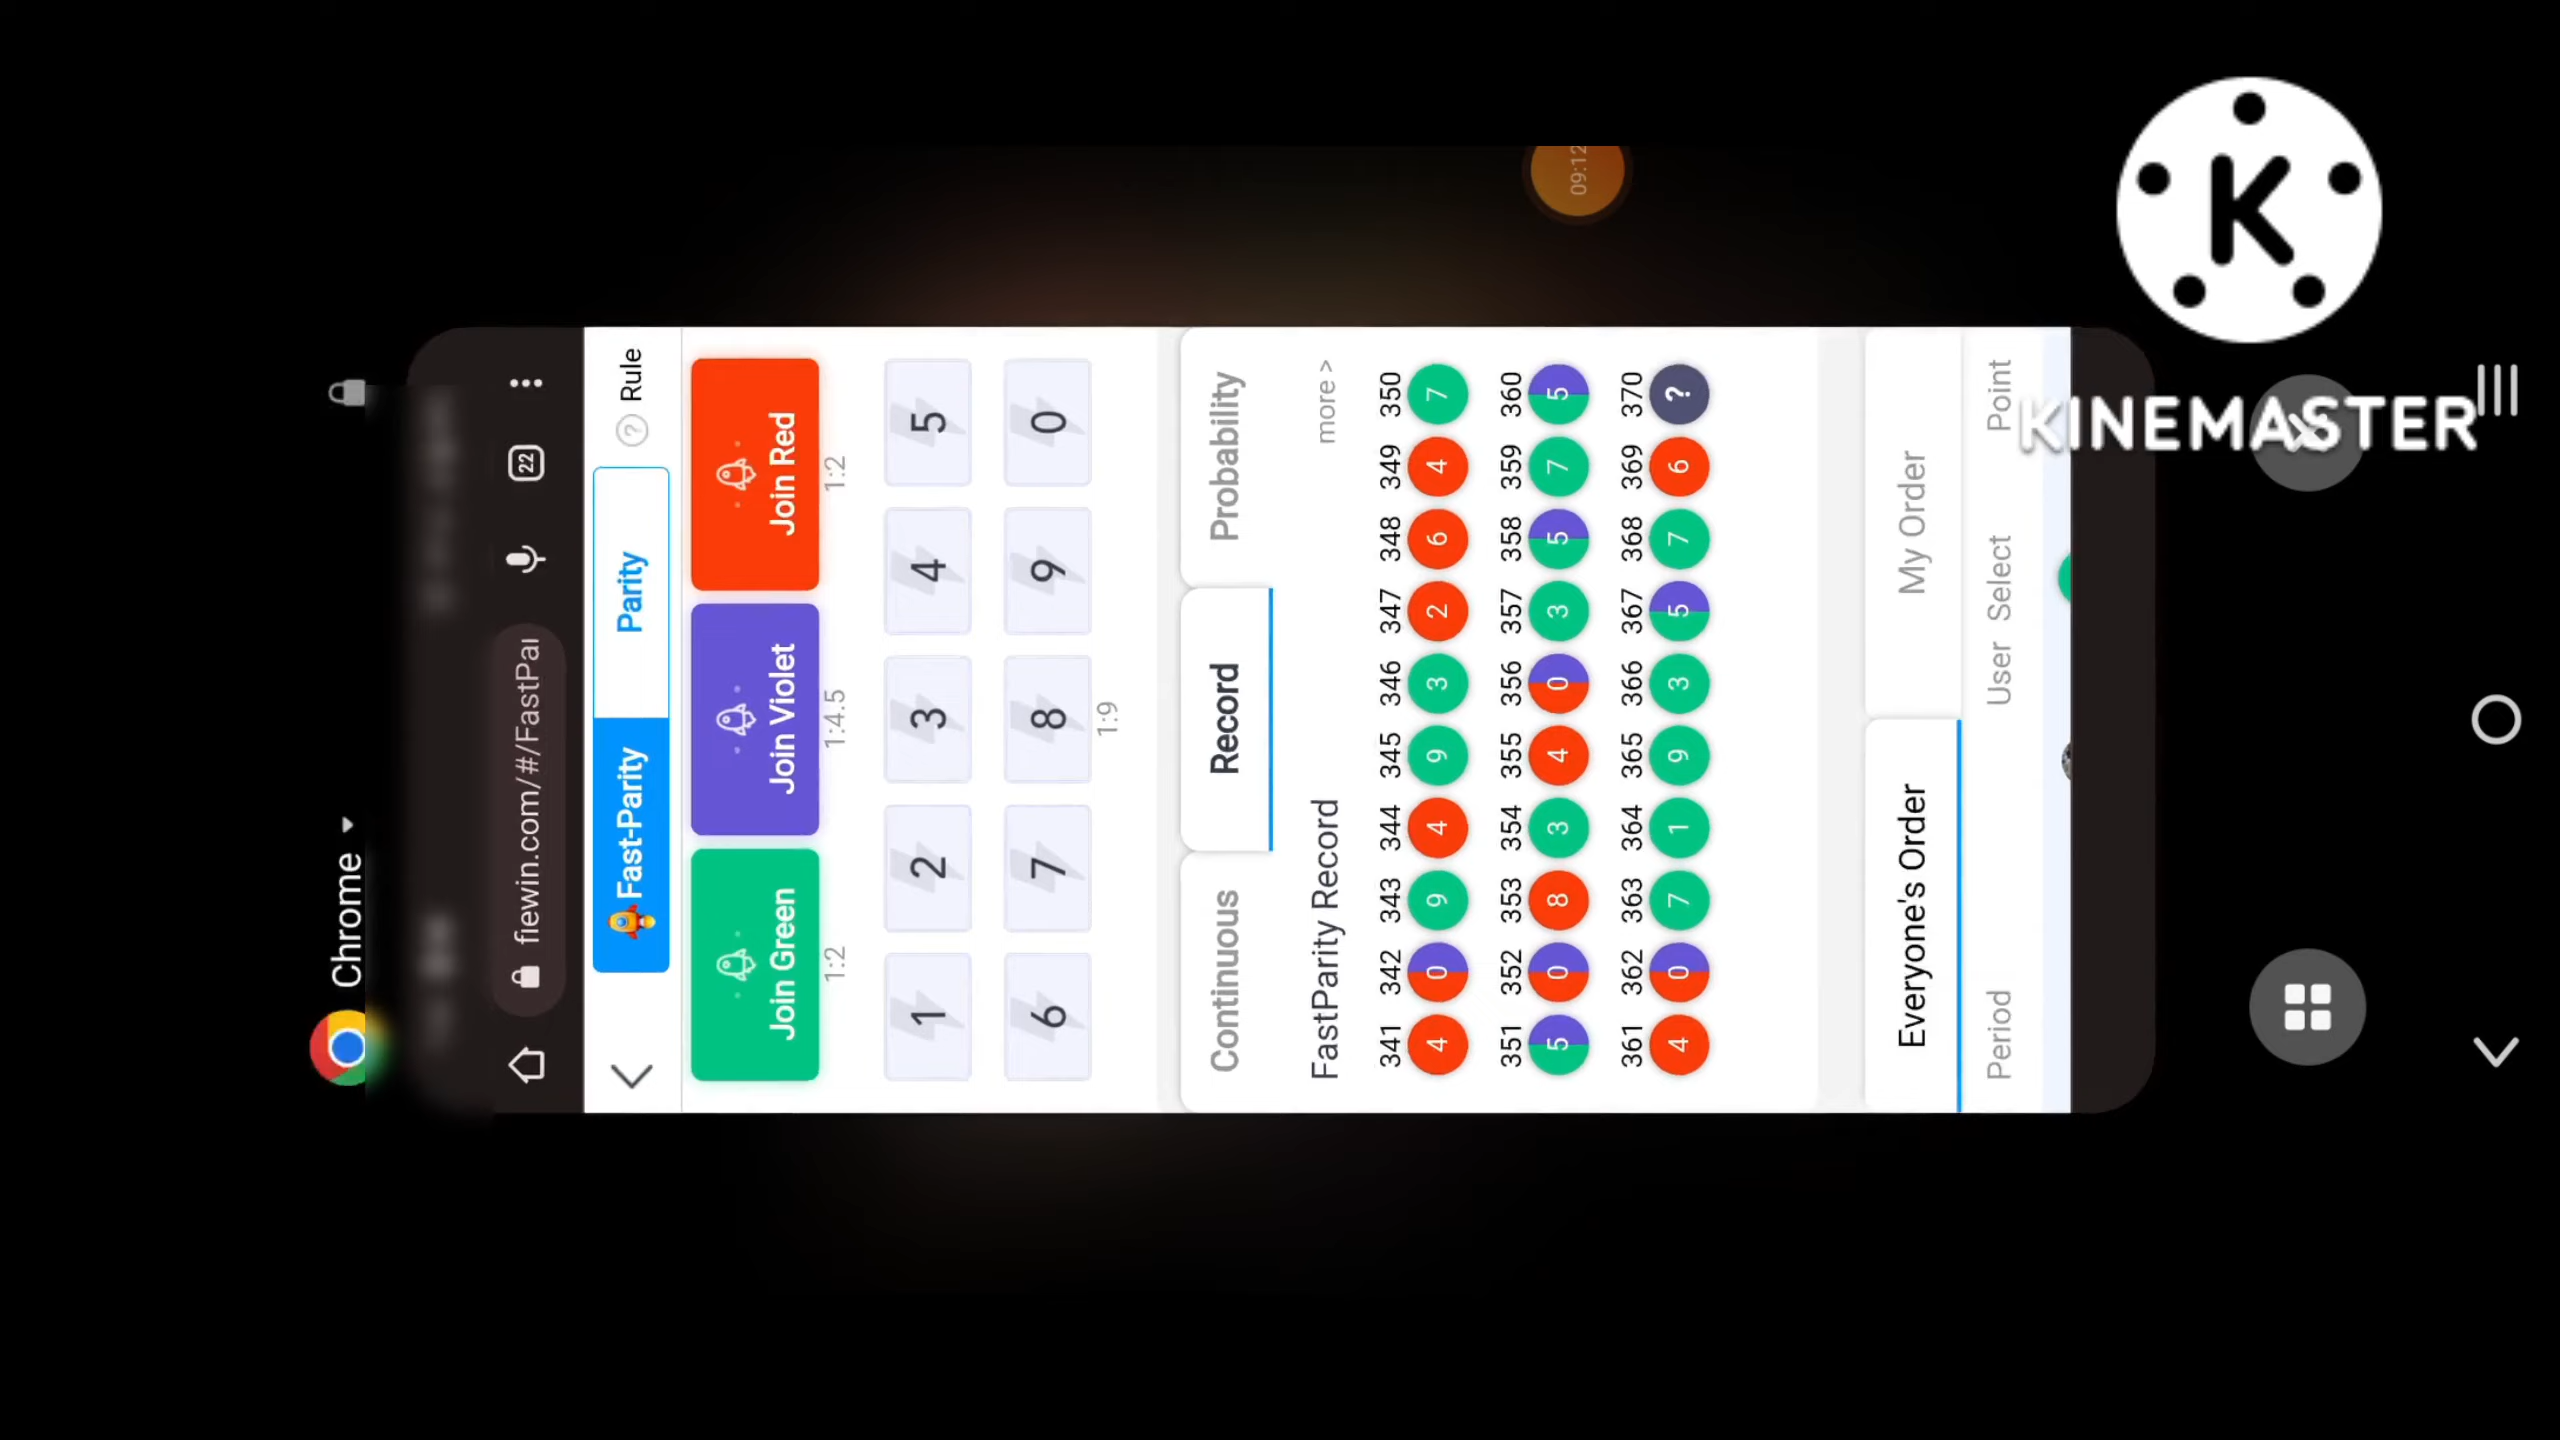 Chrome
22
fiewin.com/#/FastPar
Fast-Parity
Parity
? Rule
Join Green
Join Violet
Join Red
1:2
1:4.5
1:2
1 2 3 4 5
6 7 8 9 0
1:9
Continuous
Record
Probability
FastParity Record
more >
341 342 343 344 345 346 347 348 349 350
4 0 9 4 9 3 2 6 4 7
351 352 353 354 355 356 357 358 359 360
5 0 8 3 4 0 3 5 7 5
361 362 363 364 365 366 367 368 369 370
4 0 7 1 9 3 5 7 6 ?
Everyone's Order
My Order
Period
User
Select
Point
09:12
K
KINEMASTER